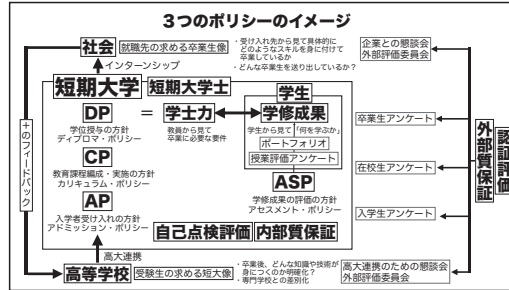 3つのポリシーのイメージ
社会
就職先の求める卒業生像
・受け入れ先から見て具体的に
どのようなスキルを身に付けて
卒業しているか
・どんな卒業生を送り出しているか?
企業との懇談会
外部評価委員会
インターンシップ
短期大学
短期大学士
学生
DP
=
学士力
学修成果
学位授与の方針
ディプロマ・ポリシー
教員から見て
卒業に必要な要件
学生から見て「何を学ぶか」
ポートフォリオ
授業評価アンケート
卒業生アンケート
CP
教育課程編成・実施の方針
カリキュラム・ポリシー
ASP
学修成果の評価の方針
アセスメント・ポリシー
在校生アンケート
AP
入学者受け入れの方針
アドミッション・ポリシー
入学生アンケート
自己点検評価
内部質保証
外部質保証
認証評価
+のフィードバック
高大連携
高等学校
受験生の求める短大像
・卒業後、どんな知識や技術が
身につくのか明確化?
・専門学校との差別化
高大連携のための懇談会
外部評価委員会